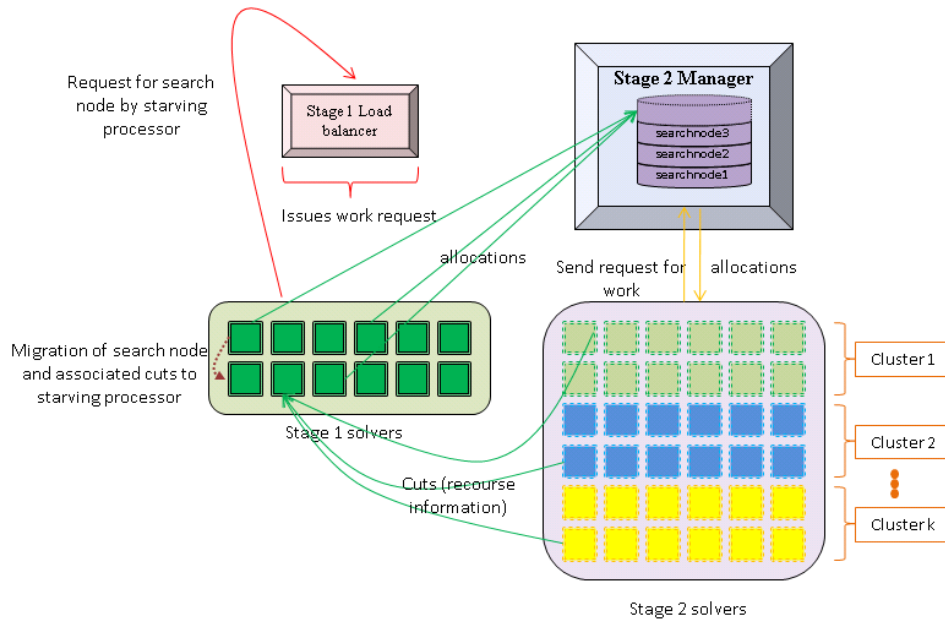 Request for search
node by starving
processor
Stage 1 Load
balancer
Issues work request
Stage 2 Manager
searchnode3
searchnode2
searchnode1
allocations
Send request for
work
allocations
Migration of search node
and associated cuts to
starving processor
Stage 1 solvers
Cuts (recourse
information)
Cluster 1
Cluster 2
Cluster k
Stage 2 solvers